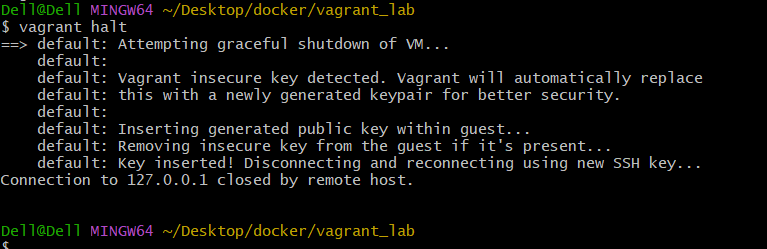 Dell@Dell MINGW64 ~/Desktop/docker/vagrant_lab
$ vagrant halt
==> default: Attempting graceful shutdown of VM...
    default:
    default: Vagrant insecure key detected. Vagrant will automatically replace
    default: this with a newly generated keypair for better security.
    default:
    default: Inserting generated public key within guest...
    default: Removing insecure key from the guest if it's present...
    default: Key inserted! Disconnecting and reconnecting using new SSH key...
Connection to 127.0.0.1 closed by remote host.
Dell@Dell MINGW64 ~/Desktop/docker/vagrant_lab
$